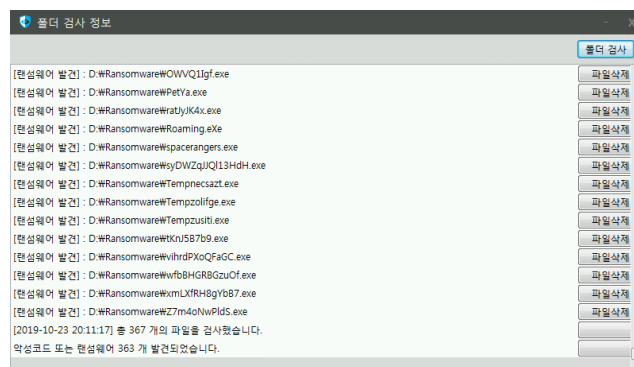 폴더 검사 정보
폴더 검사
[랜섬웨어 발견] : D:₩Ransomware₩OWVQ1Igf.exe 파일삭제
[랜섬웨어 발견] : D:₩Ransomware₩PetYa.exe 파일삭제
[랜섬웨어 발견] : D:₩Ransomware₩ratJyJK4x.exe 파일삭제
[랜섬웨어 발견] : D:₩Ransomware₩Roaming.eXe 파일삭제
[랜섬웨어 발견] : D:₩Ransomware₩spacerangers.exe 파일삭제
[랜섬웨어 발견] : D:₩Ransomware₩syDWZqJJQl13HdH.exe 파일삭제
[랜섬웨어 발견] : D:₩Ransomware₩Tempnecsazt.exe 파일삭제
[랜섬웨어 발견] : D:₩Ransomware₩Tempzolifge.exe 파일삭제
[랜섬웨어 발견] : D:₩Ransomware₩Tempzusiti.exe 파일삭제
[랜섬웨어 발견] : D:₩Ransomware₩tKnJ5B7b9.exe 파일삭제
[랜섬웨어 발견] : D:₩Ransomware₩vihrdPXoQFaGC.exe 파일삭제
[랜섬웨어 발견] : D:₩Ransomware₩wfbBHGRBGzuOf.exe 파일삭제
[랜섬웨어 발견] : D:₩Ransomware₩xmLXfRH8gYbB7.exe 파일삭제
[랜섬웨어 발견] : D:₩Ransomware₩Z7m4oNwPldS.exe 파일삭제
[2019-10-23 20:11:17] 총 367 개의 파일을 검사했습니다.
악성코드 또는 랜섬웨어 363 개 발견되었습니다.